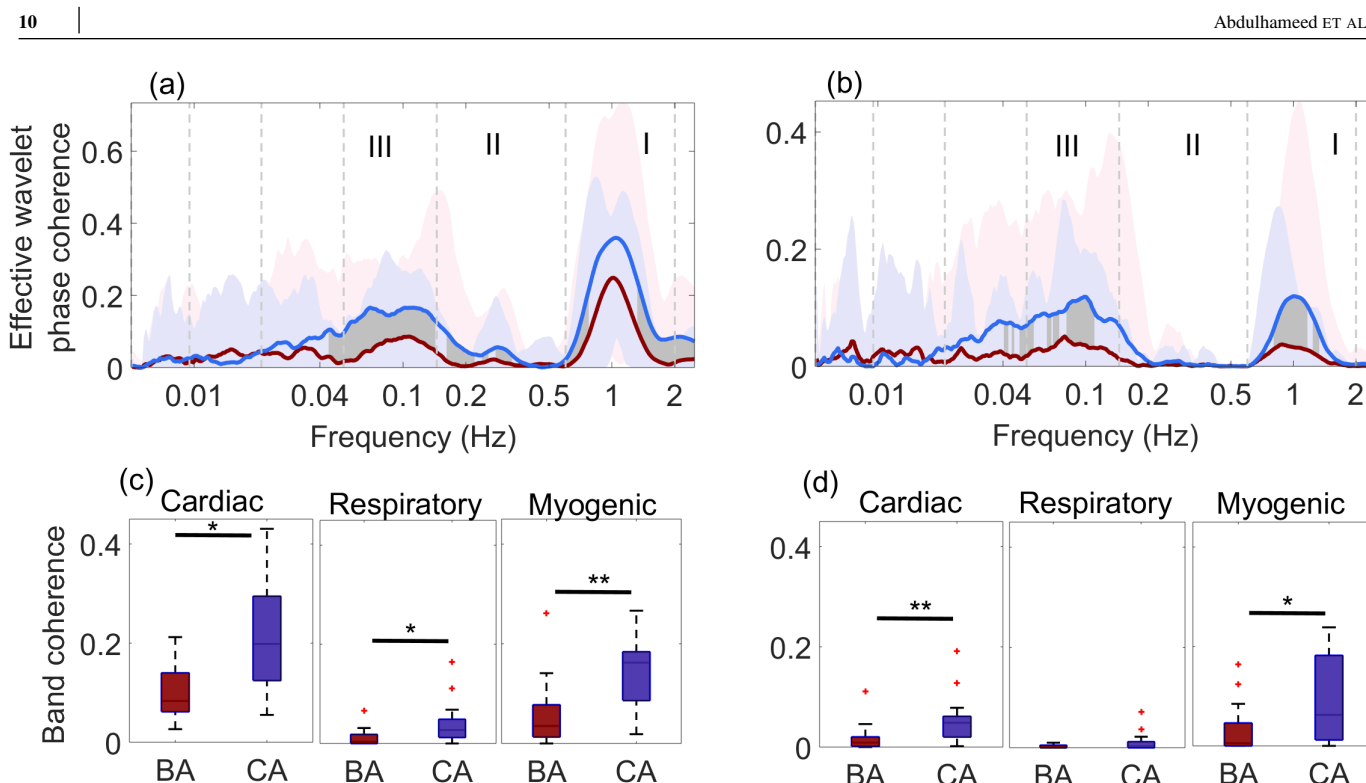 10
Abdulhameed ET AL
(a)
(b)
Effective wavelet
phase coherence
0.6
0.4
0.2
0
III
II
I
0.4
0.2
0
III
II
I
0.01
0.04
0.1
0.2
0.5
1
2
0.01
0.04
0.1
0.2
0.5
1
2
Frequency (Hz)
Frequency (Hz)
(c)
Cardiac
Respiratory
Myogenic
(d)
Cardiac
Respiratory
Myogenic
Band coherence
0.4
0.2
0
*
*
**
0.4
0.2
0
**
*
BA
CA
BA
CA
BA
CA
BA
CA
BA
CA
BA
CA